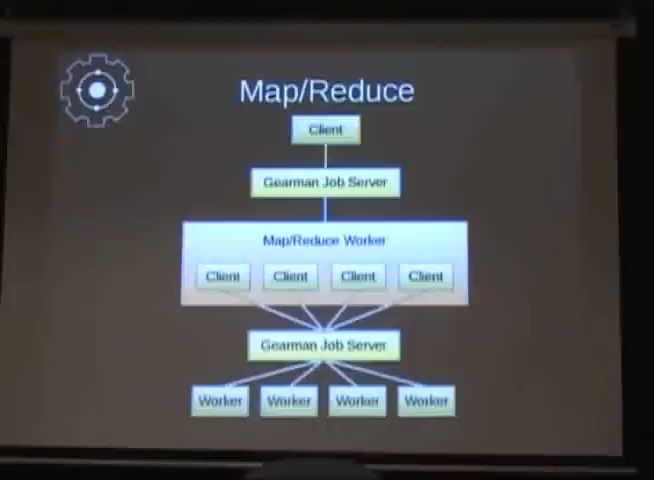 Map/Reduce
Client
Gearman Job Server
Map/Reduce Worker
Client Client Client Client
Gearman Job Server
Worker Worker Worker Worker